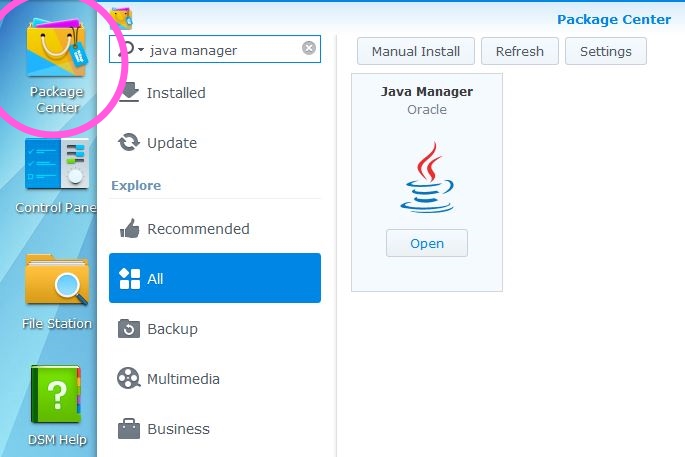 Package
Center
Control Pane
File Station
DSM Help
java manager
Installed
Update
Explore
Recommended
All
Backup
Multimedia
Business
Package Center
Manual Install
Refresh
Settings
Java Manager
Oracle
Open